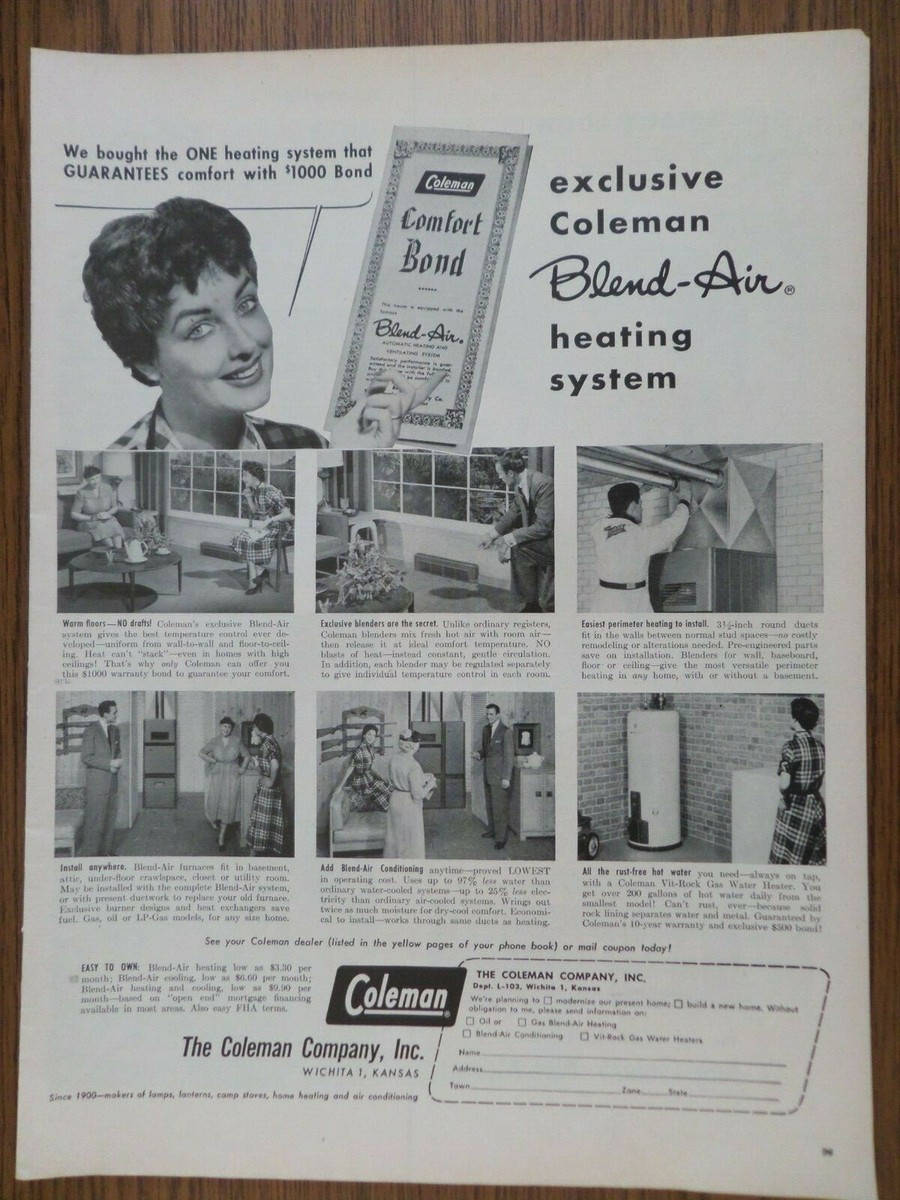 We bought the ONE heating system that
GUARANTEES comfort with $1000 Bond
Coleman
Comfort
Bond
This house is equipped with the
famous
Blend-Air®
AUTOMATIC HEATING AND
VENTILATING SYSTEM
exclusive
Coleman
Blend-Air®
heating
system
Warm floors—NO drafts! Coleman's exclusive Blend-Air
system gives the best temperature control ever de-
veloped—uniform from wall-to-wall and floor-to-ceil-
ing. Heat can't "stack"—even in homes with high
ceilings! That's why only Coleman can offer you
this $1000 warranty bond to guarantee your comfort.
Exclusive blenders are the secret. Unlike ordinary registers,
Coleman blenders mix fresh hot air with room air—
then release it at ideal comfort temperature. NO
blasts of heat—instead constant, gentle circulation.
In addition, each blender may be regulated separately
to give individual temperature control in each room.
Easiest perimeter heating to install. 3½-inch round ducts
fit in the walls between normal stud spaces—no costly
remodeling or alterations needed. Pre-engineered parts
save on installation. Blenders for wall, baseboard,
floor or ceiling—give the most versatile perimeter
heating in any home, with or without a basement.
Install anywhere. Blend-Air furnaces fit in basement,
attic, under-floor crawlspace, closet or utility room.
May be installed with the complete Blend-Air system,
or with present ductwork to replace your old furnace.
Exclusive burner designs and heat exchangers save
fuel. Gas, oil or LP-Gas models, for any size home.
Add Blend-Air Conditioning anytime—proved LOWEST
in operating cost. Uses up to 97% less water than
ordinary water-cooled systems—up to 25% less elec-
tricity than ordinary air-cooled systems. Wrings out
twice as much moisture for dry-cool comfort. Economi-
cal to install—works through same ducts as heating.
All the rust-free hot water you need—always on tap,
with a Coleman Vit-Rock Gas Water Heater. You
get over 200 gallons of hot water daily from the
smallest model! Can't rust, ever—because solid
rock lining separates water and metal. Guaranteed by
Coleman's 10-year warranty and exclusive $500 bond!
See your Coleman dealer (listed in the yellow pages of your phone book) or mail coupon today!
EASY TO OWN: Blend-Air heating low as $3.30 per
month; Blend-Air cooling, low as $6.60 per month;
Blend-Air heating and cooling, low as $9.90 per
month—based on "open end" mortgage financing
available in most areas. Also easy FHA terms.
Coleman®
The Coleman Company, Inc.
WICHITA 1, KANSAS
Since 1900—makers of lamps, lanterns, camp stoves, home heating and air conditioning
THE COLEMAN COMPANY, INC.
Dept. L-103, Wichita 1, Kansas
We're planning to □ modernize our present home; □ build a new home. Without
obligation to me, please send information on:
□ Oil or □ Gas Blend-Air Heating
□ Blend-Air Conditioning □ Vit-Rock Gas Water Heaters
Name
Address
Town Zone State